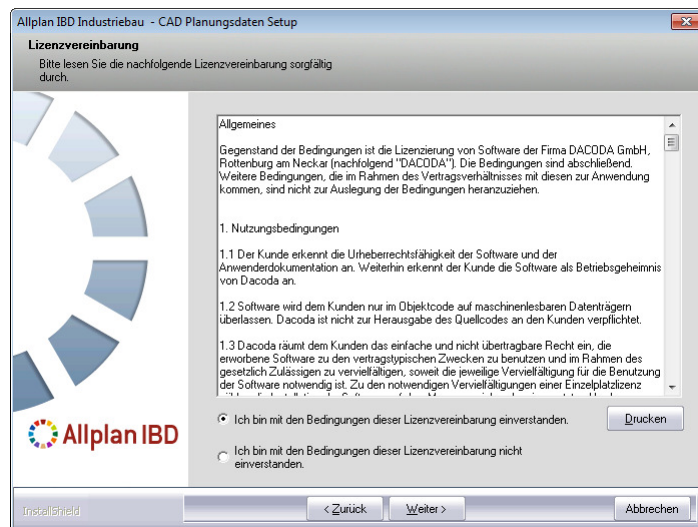 Allplan IBD Industriebau - CAD Planungsdaten Setup
Lizenzvereinbarung
Bitte lesen Sie die nachfolgende Lizenzvereinbarung sorgfältig
durch.
Allgemeines
Gegenstand der Bedingungen ist die Lizenzierung von Software der Firma DACODA GmbH,
Rottenburg am Neckar (nachfolgend "DACODA"). Die Bedingungen sind abschließend.
Weitere Bedingungen, die im Rahmen des Vertragsverhältnisses mit diesen zur Anwendung
kommen, sind nicht zur Auslegung der Bedingungen heranzuziehen.
1. Nutzungsbedingungen
1.1 Der Kunde erkennt die Urheberrechtsfähigkeit der Software und der
Anwenderdokumentation an. Weiterhin erkennt der Kunde die Software als Betriebsgeheimnis
von Dacoda an.
1.2 Software wird dem Kunden nur im Objektcode auf maschinenlesbaren Datenträgern
überlassen. Dacoda ist nicht zur Herausgabe des Quellcodes an den Kunden verpflichtet.
1.3 Dacoda räumt dem Kunden das einfache und nicht übertragbare Recht ein, die
erworbene Software zu den vertragstypischen Zwecken zu benutzen und im Rahmen des
gesetzlich Zulässigen zu vervielfältigen, soweit die jeweilige Vervielfältigung für die Benutzung
der Software notwendig ist. Zu den notwendigen Vervielfältigungen einer Einzelplatzlizenz
Ich bin mit den Bedingungen dieser Lizenzvereinbarung einverstanden.
Drucken
Ich bin mit den Bedingungen dieser Lizenzvereinbarung nicht
einverstanden.
Allplan IBD
InstallShield
< Zurück
Weiter >
Abbrechen